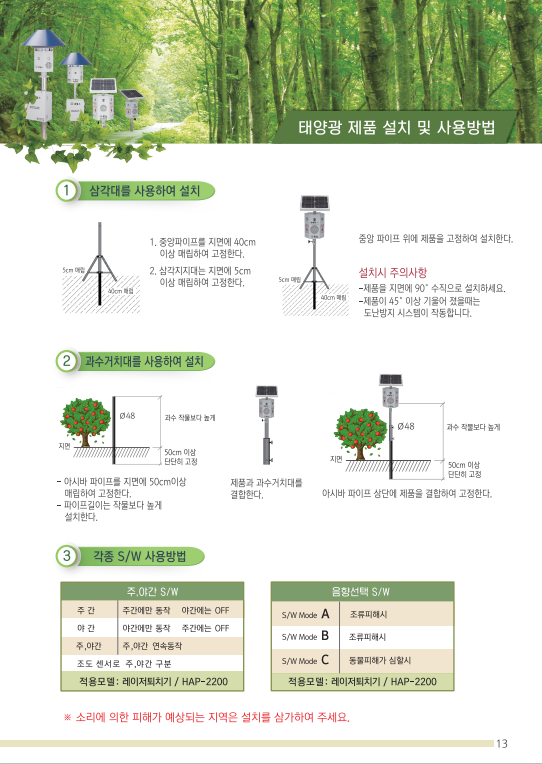 태양광 제품 설치 및 사용방법
1 삼각대를 사용하여 설치
5cm 매립
40cm 매립
1. 중앙파이프를 지면에 40cm
이상 매립하여 고정한다.
2. 삼각지지대는 지면에 5cm
이상 매립하여 고정한다.
5cm 매립
40cm 매립
중앙 파이프 위에 제품을 고정하여 설치한다.
설치시 주의사항
-제품을 지면에 90˚ 수직으로 설치하세요.
-제품이 45˚ 이상 기울어 졌을때는
도난방지 시스템이 작동합니다.
2 과수거치대를 사용하여 설치
Ø48
과수 작물보다 높게
지면
50cm 이상
단단히 고정
- 아시바 파이프를 지면에 50cm이상
매립하여 고정한다.
- 파이프길이는 작물보다 높게
설치한다.
제품과 과수거치대를
결합한다.
Ø48
과수 작물보다 높게
지면
50cm 이상
단단히 고정
아시바 파이프 상단에 제품을 결합하여 고정한다.
3 각종 S/W 사용방법
주,야간 S/W
주 간 주간에만 동작 야간에는 OFF
야 간 야간에만 동작 주간에는 OFF
주,야간 주,야간 연속동작
조도 센서로 주,야간 구분
적용모델: 레이저퇴치기 / HAP-2200
음향선택 S/W
S/W Mode A 조류피해시
S/W Mode B 조류피해시
S/W Mode C 동물피해가 심할시
적용모델: 레이저퇴치기 / HAP-2200
※ 소리에 의한 피해가 예상되는 지역은 설치를 삼가하여 주세요.
13